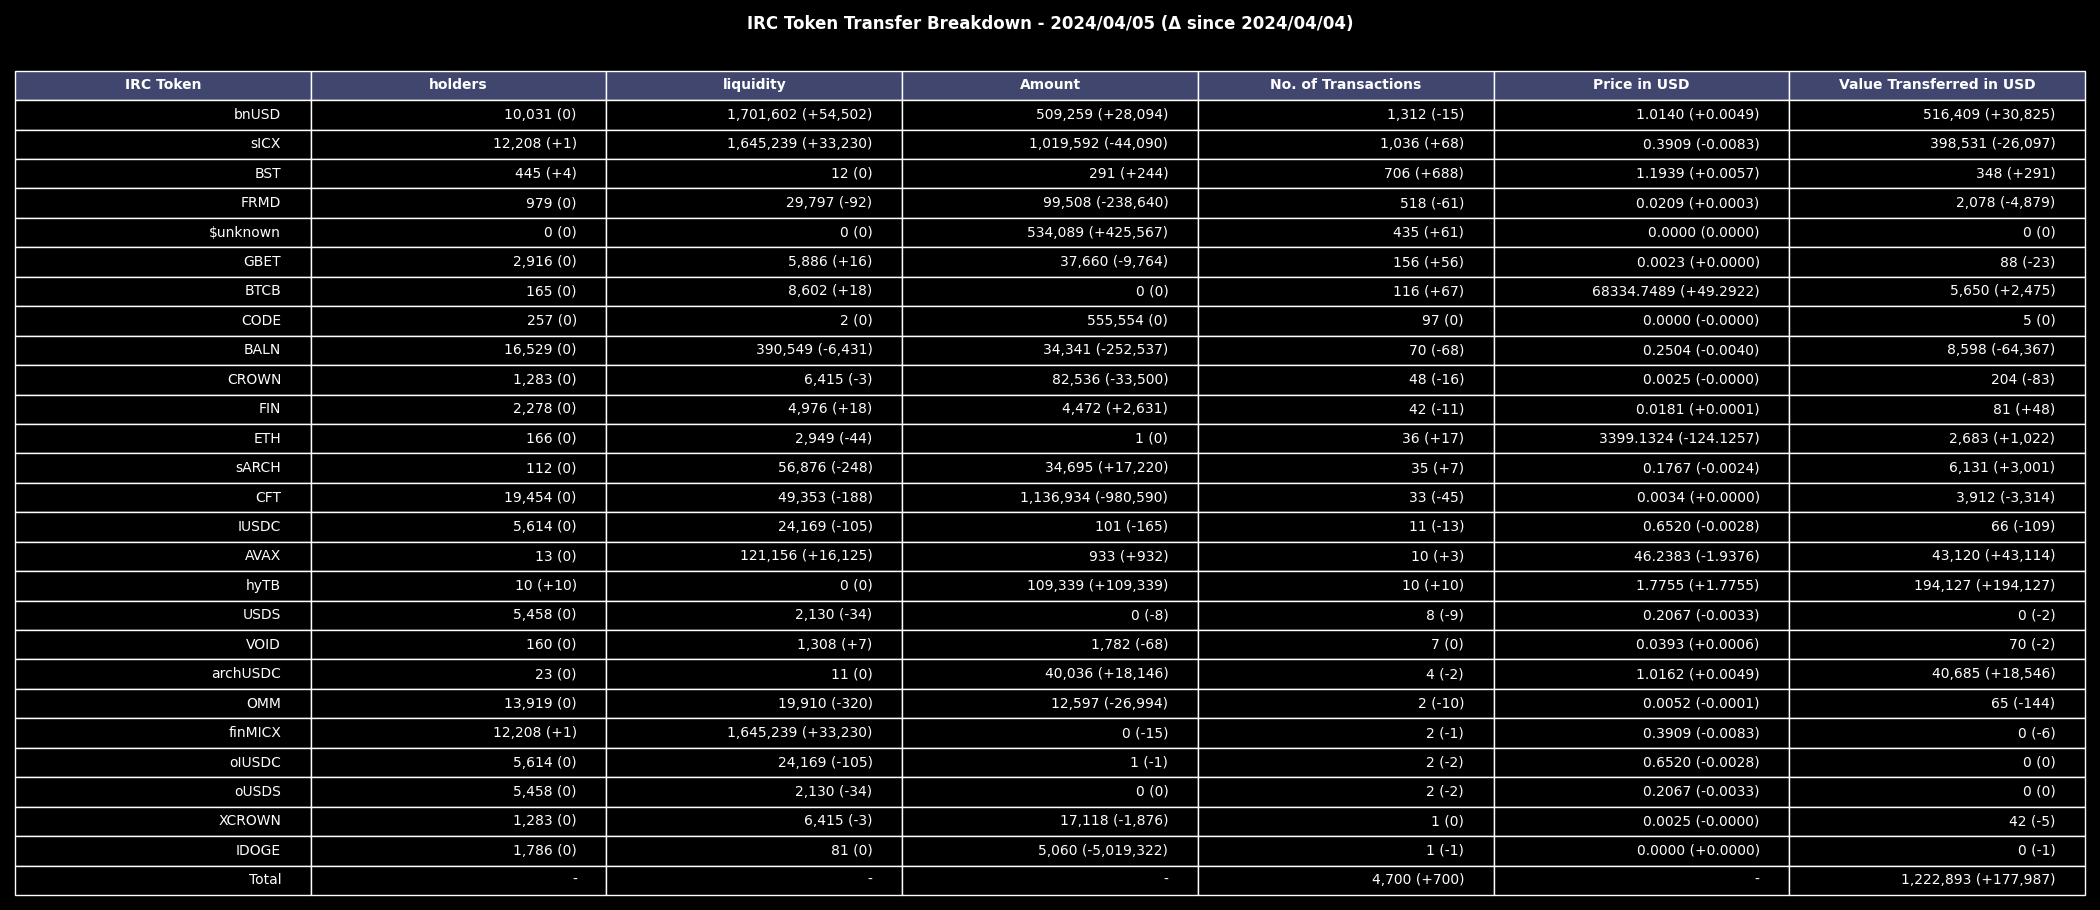 IRC Token Transfer Breakdown - 2024/04/05 (Δ since 2024/04/04)
IRC Token holders liquidity Amount No. of Transactions Price in USD Value Transferred in USD
bnUSD 10,031 (0) 1,701,602 (+54,502) 509,259 (+28,094) 1,312 (-15) 1.0140 (+0.0049) 516,409 (+30,825)
sICX 12,208 (+1) 1,645,239 (+33,230) 1,019,592 (-44,090) 1,036 (+68) 0.3909 (-0.0083) 398,531 (-26,097)
BST 445 (+4) 12 (0) 291 (+244) 706 (+688) 1.1939 (+0.0057) 348 (+291)
FRMD 979 (0) 29,797 (-92) 99,508 (-238,640) 518 (-61) 0.0209 (+0.0003) 2,078 (-4,879)
$unknown 0 (0) 0 (0) 534,089 (+425,567) 435 (+61) 0.0000 (0.0000) 0 (0)
GBET 2,916 (0) 5,886 (+16) 37,660 (-9,764) 156 (+56) 0.0023 (+0.0000) 88 (-23)
BTCB 165 (0) 8,602 (+18) 0 (0) 116 (+67) 68334.7489 (+49.2922) 5,650 (+2,475)
CODE 257 (0) 2 (0) 555,554 (0) 97 (0) 0.0000 (-0.0000) 5 (0)
BALN 16,529 (0) 390,549 (-6,431) 34,341 (-252,537) 70 (-68) 0.2504 (-0.0040) 8,598 (-64,367)
CROWN 1,283 (0) 6,415 (-3) 82,536 (-33,500) 48 (-16) 0.0025 (-0.0000) 204 (-83)
FIN 2,278 (0) 4,976 (+18) 4,472 (+2,631) 42 (-11) 0.0181 (+0.0001) 81 (+48)
ETH 166 (0) 2,949 (-44) 1 (0) 36 (+17) 3399.1324 (-124.1257) 2,683 (+1,022)
sARCH 112 (0) 56,876 (-248) 34,695 (+17,220) 35 (+7) 0.1767 (-0.0024) 6,131 (+3,001)
CFT 19,454 (0) 49,353 (-188) 1,136,934 (-980,590) 33 (-45) 0.0034 (+0.0000) 3,912 (-3,314)
IUSDC 5,614 (0) 24,169 (-105) 101 (-165) 11 (-13) 0.6520 (-0.0028) 66 (-109)
AVAX 13 (0) 121,156 (+16,125) 933 (+932) 10 (+3) 46.2383 (-1.9376) 43,120 (+43,114)
hyTB 10 (+10) 0 (0) 109,339 (+109,339) 10 (+10) 1.7755 (+1.7755) 194,127 (+194,127)
USDS 5,458 (0) 2,130 (-34) 0 (-8) 8 (-9) 0.2067 (-0.0033) 0 (-2)
VOID 160 (0) 1,308 (+7) 1,782 (-68) 7 (0) 0.0393 (+0.0006) 70 (-2)
archUSDC 23 (0) 11 (0) 40,036 (+18,146) 4 (-2) 1.0162 (+0.0049) 40,685 (+18,546)
OMM 13,919 (0) 19,910 (-320) 12,597 (-26,994) 2 (-10) 0.0052 (-0.0001) 65 (-144)
finMICX 12,208 (+1) 1,645,239 (+33,230) 0 (-15) 2 (-1) 0.3909 (-0.0083) 0 (-6)
oIUSDC 5,614 (0) 24,169 (-105) 1 (-1) 2 (-2) 0.6520 (-0.0028) 0 (0)
oUSDS 5,458 (0) 2,130 (-34) 0 (0) 2 (-2) 0.2067 (-0.0033) 0 (0)
XCROWN 1,283 (0) 6,415 (-3) 17,118 (-1,876) 1 (0) 0.0025 (-0.0000) 42 (-5)
IDOGE 1,786 (0) 81 (0) 5,060 (-5,019,322) 1 (-1) 0.0000 (+0.0000) 0 (-1)
Total - - - 4,700 (+700) - 1,222,893 (+177,987)